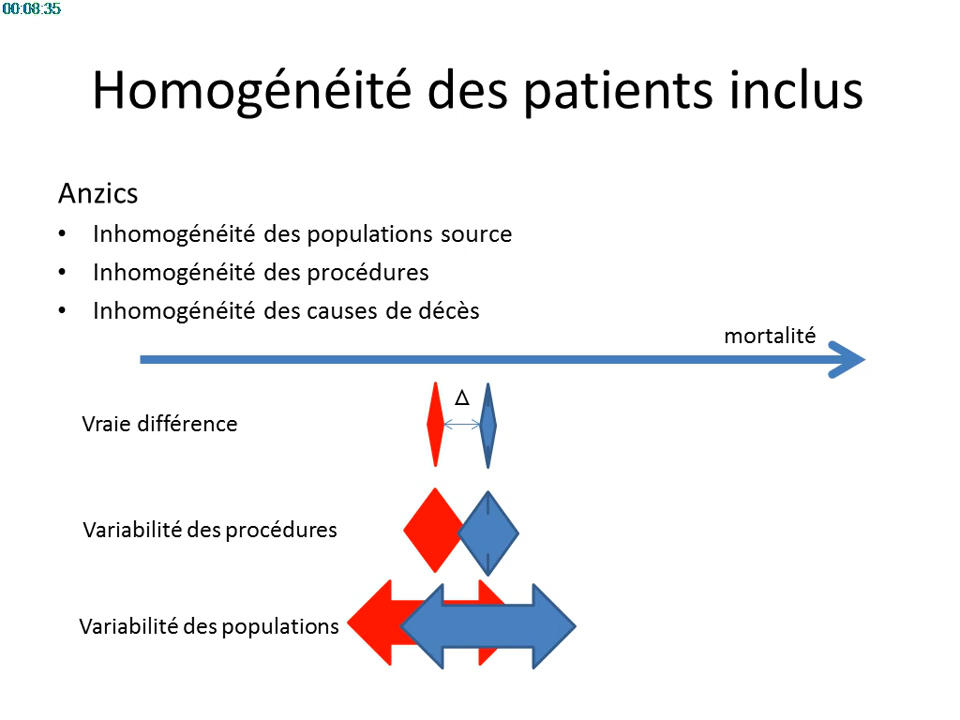 00:08:35
Homogénéité des patients inclus
Anzics
• Inhomogénéité des populations source
• Inhomogénéité des procédures
• Inhomogénéité des causes de décès
mortalité
Δ
Vraie différence
Variabilité des procédures
Variabilité des populations